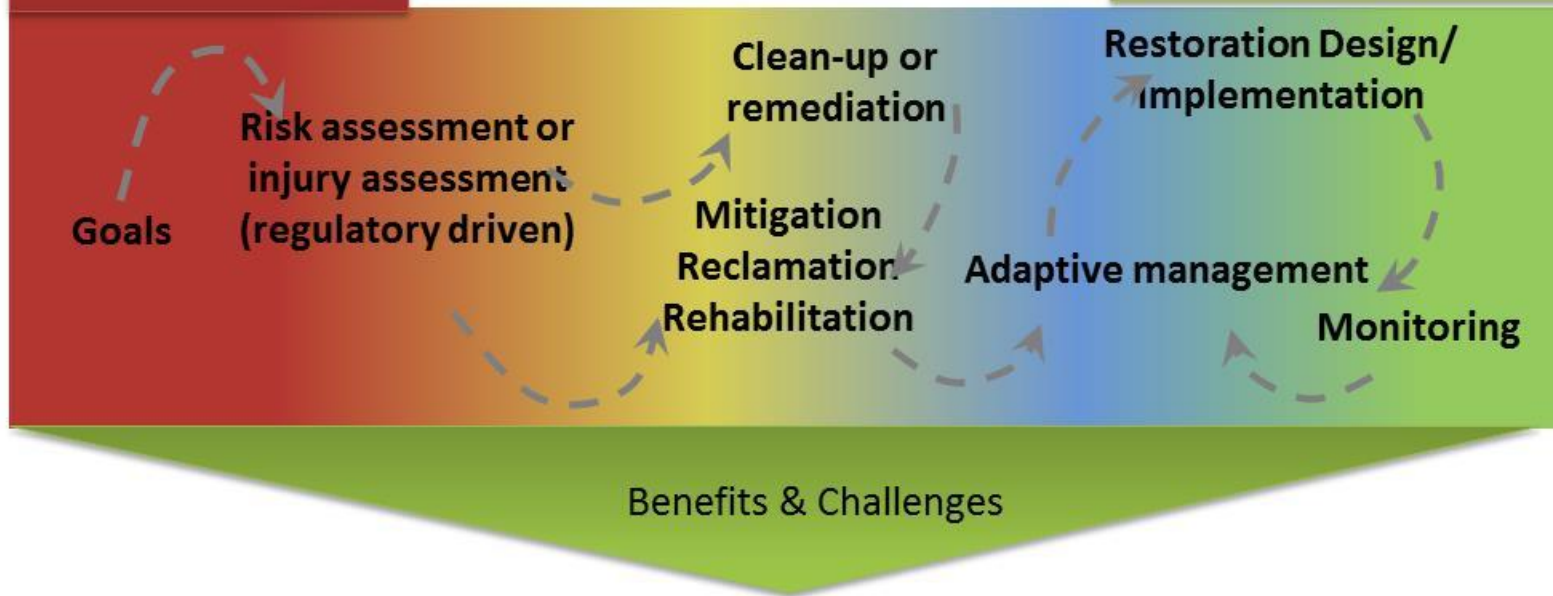 Goals
Risk assessment or
injury assessment
(regulatory driven)
Clean-up or
remediation
Mitigation
Reclamation
Rehabilitation
Adaptive management
Restoration Design/
Implementation
Monitoring
Benefits & Challenges